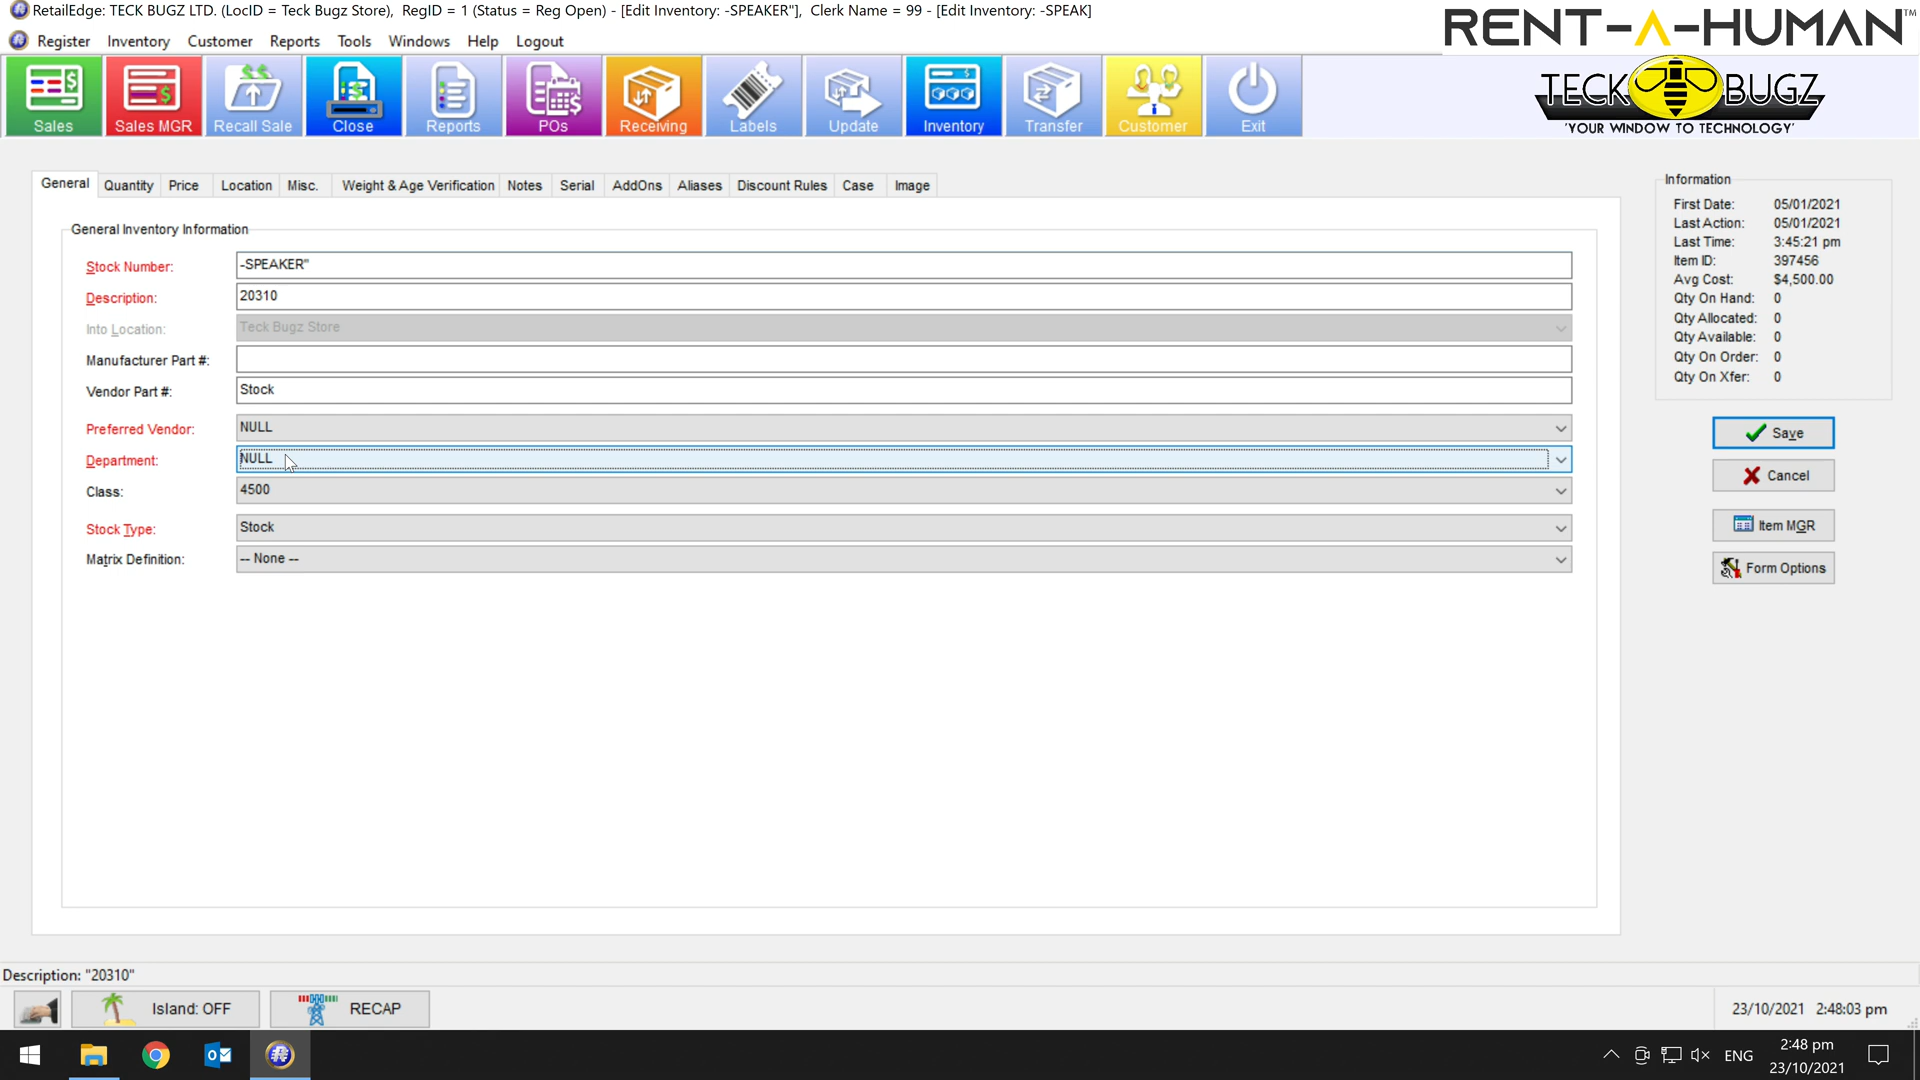 RetailEdge: TECK BUGZ LTD. (LocID = Teck Bugz Store), RegID = 1 (Status = Reg Open) - [Edit Inventory: -SPEAKER"], Clerk Name = 99 - [Edit Inventory: -SPEAK]
RENT-A-HUMAN™
Register Inventory Customer Reports Tools Windows Help Logout
Sales Sales MGR Recall Sale Close Reports POs Receiving Labels Update Inventory Transfer Customer Exit
TECK BUGZ
'YOUR WINDOW TO TECHNOLOGY'
General Quantity Price Location Misc. Weight & Age Verification Notes Serial AddOns Aliases Discount Rules Case Image
General Inventory Information
Stock Number: -SPEAKER"
Description: 20310
Into Location: Teck Bugz Store
Manufacturer Part #:
Vendor Part #: Stock
Preferred Vendor: NULL
Department: NULL
Class: 4500
Stock Type: Stock
Matrix Definition: -- None --
Information
First Date: 05/01/2021
Last Action: 05/01/2021
Last Time: 3:45:21 pm
Item ID: 397456
Avg Cost: $4,500.00
Qty On Hand: 0
Qty Allocated: 0
Qty Available: 0
Qty On Order: 0
Qty On Xfer: 0
Save
Cancel
Item MGR
Form Options
Description: "20310"
Island: OFF RECAP 23/10/2021 2:48:03 pm
ENG
2:48 pm
23/10/2021